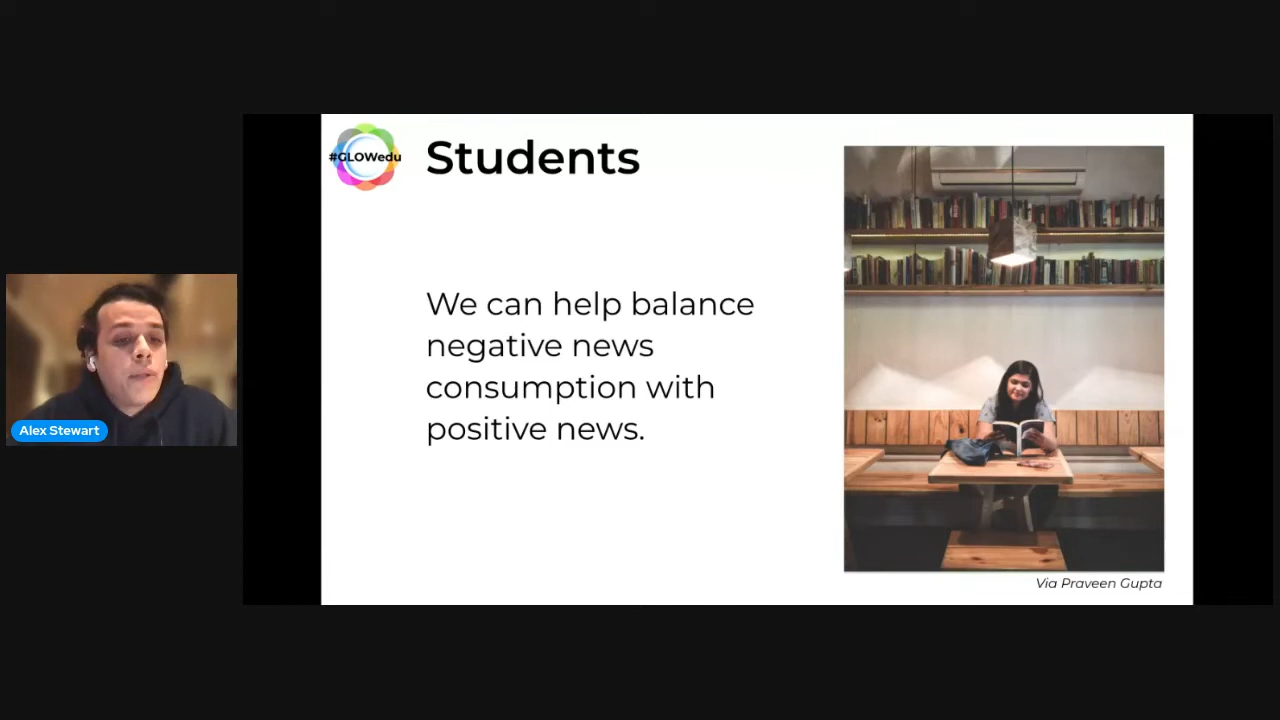 #GLOWedu
Students
We can help balance
negative news
consumption with
positive news.
Alex Stewart
Via Praveen Gupta